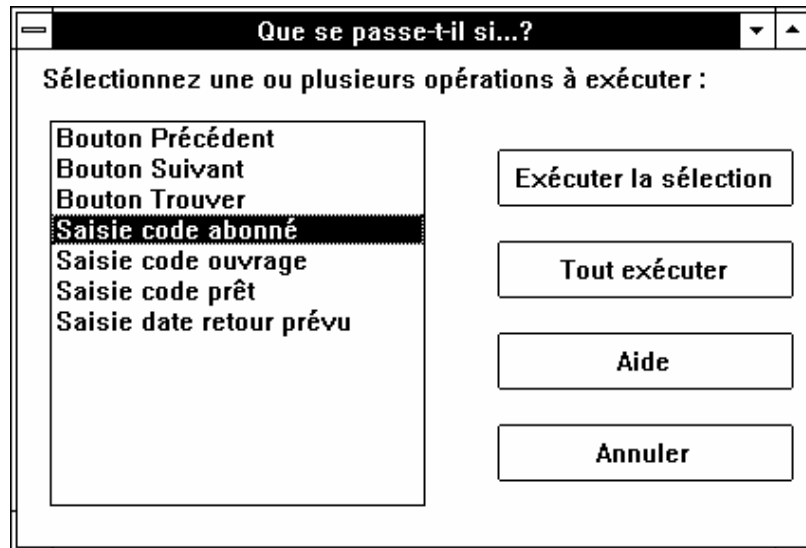 Que se passe-t-il si...?
Sélectionnez une ou plusieurs opérations à exécuter :
Bouton Précédent
Bouton Suivant
Bouton Trouver
Saisie code abonné
Saisie code ouvrage
Saisie code prêt
Saisie date retour prévu
Exécuter la sélection
Tout exécuter
Aide
Annuler